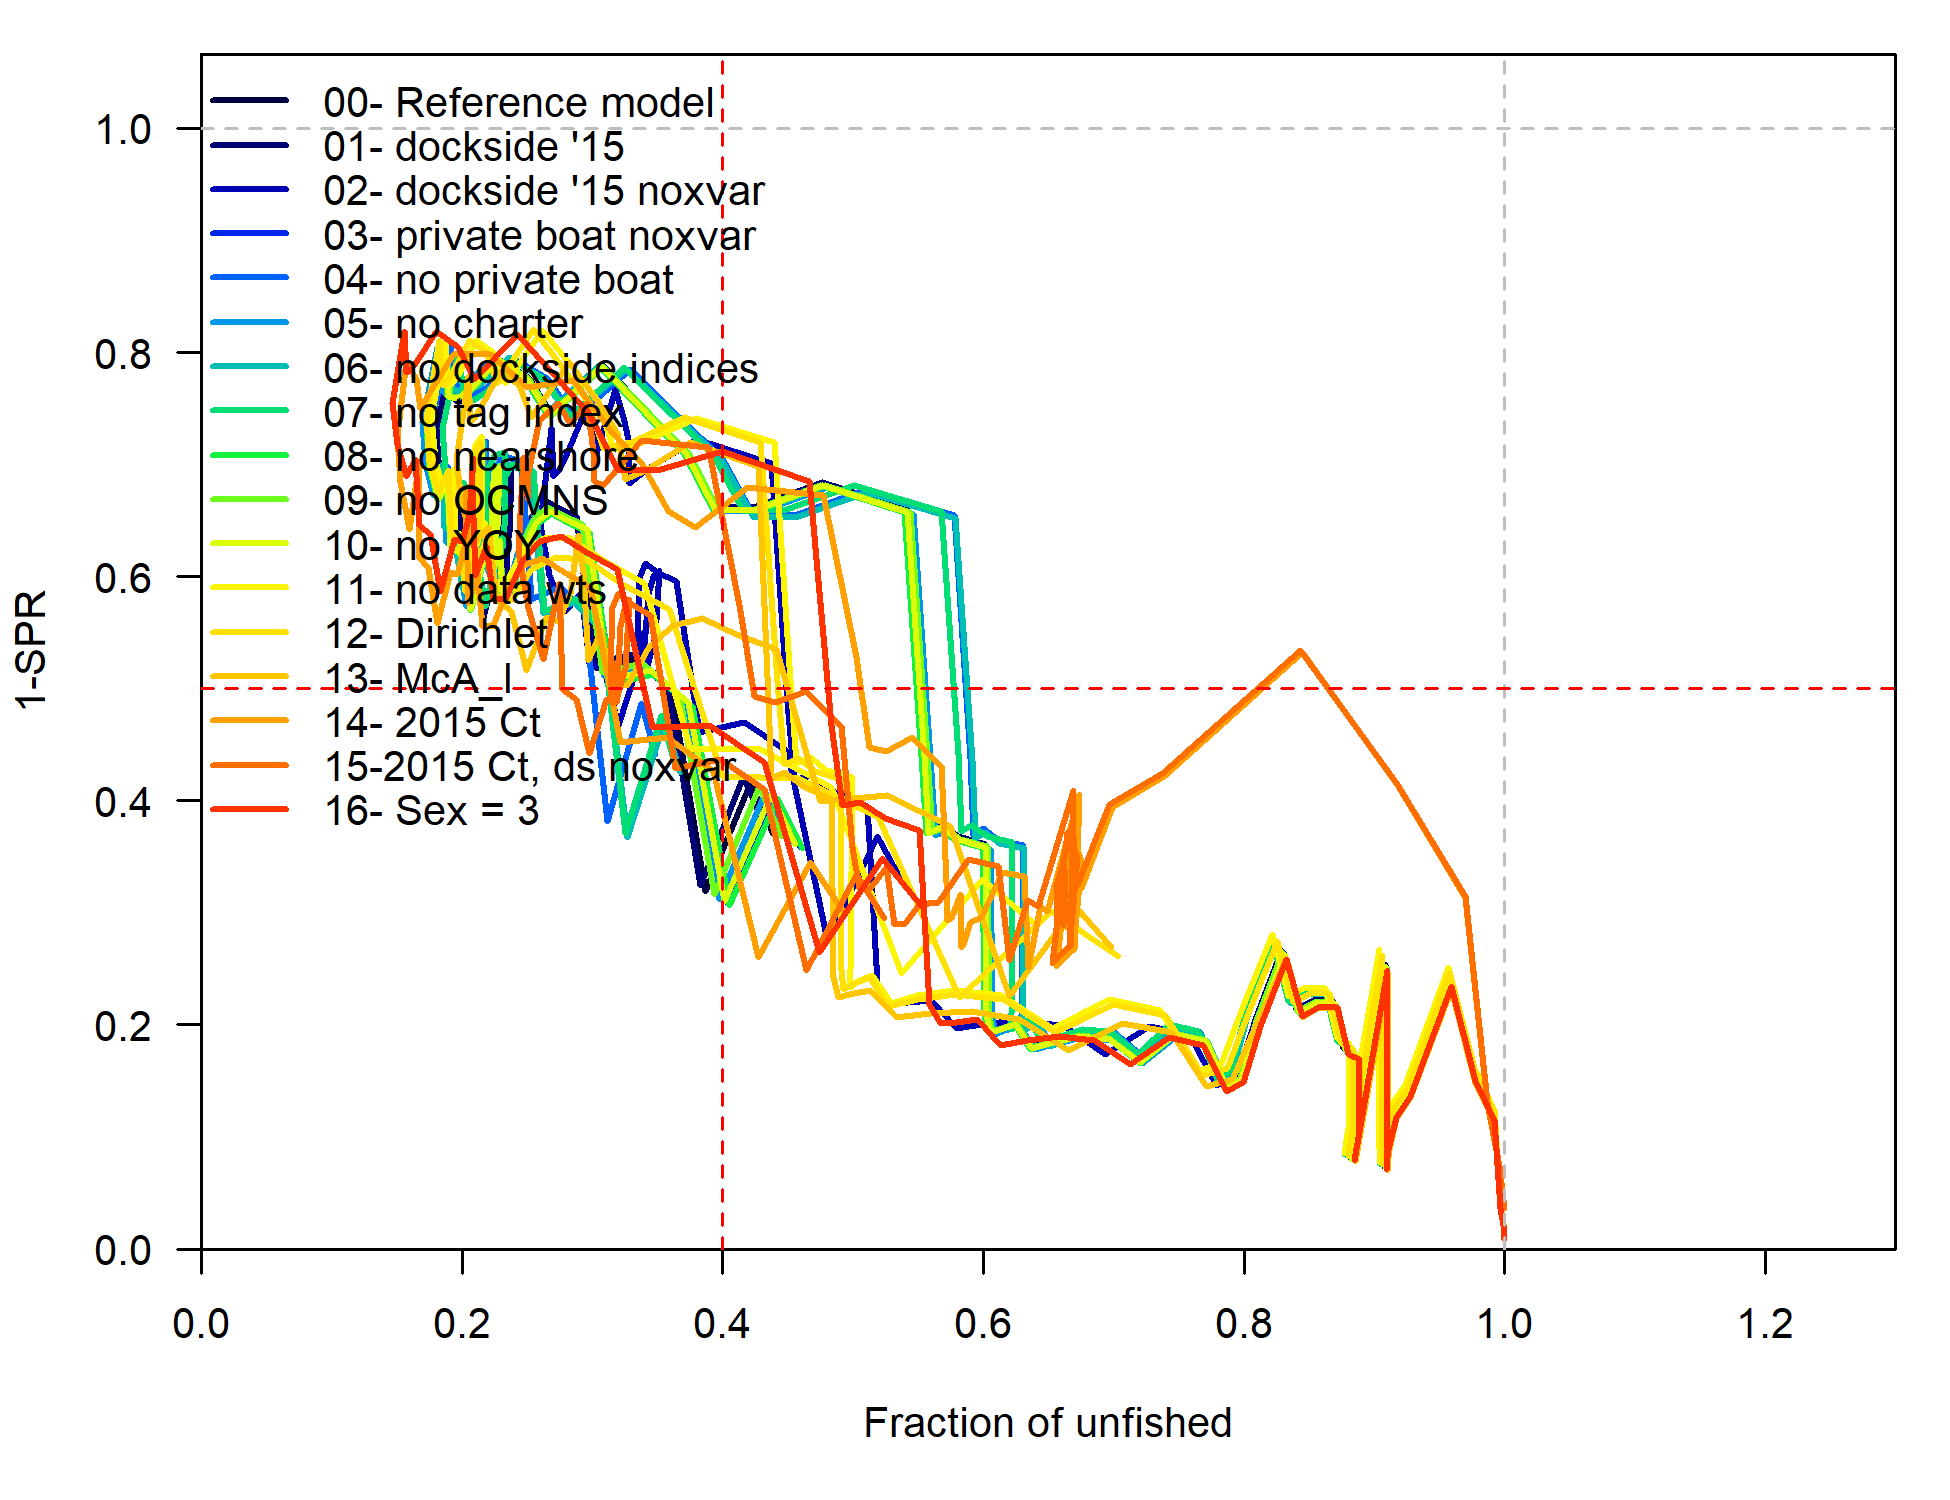 00- Reference model
01- dockside '15
02- dockside '15 noxvar
03- private boat noxvar
04- no private boat
05- no charter
06- no dockside indices
07- no tag index
08- no nearshore
09- no OCMNS
10- no YOY
11- no data wts
12- Dirichlet
13- McA_I
14- 2015 Ct
15-2015 Ct, ds noxvar
16- Sex = 3
1.0
0.8
0.6
0.4
0.2
0.0
1-SPR
0.0 0.2 0.4 0.6 0.8 1.0 1.2
Fraction of unfished